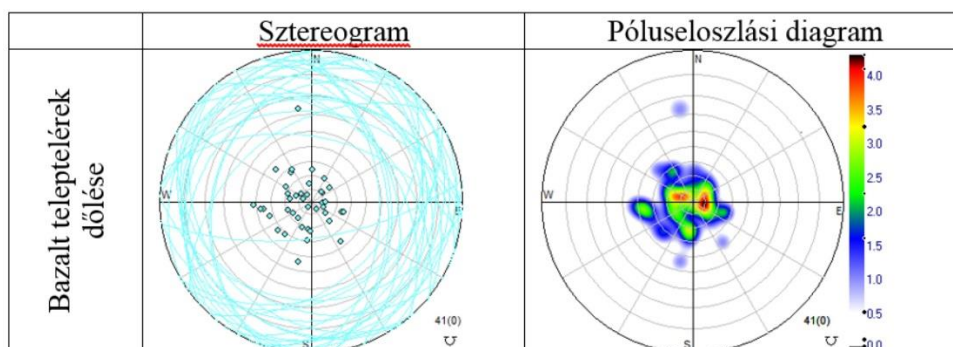 Sztereogram
Póluseloszlási diagram
Bazalt teleptelérek
dőlése
N
W
E
S
41(0)
N
W
E
S
41(0)
4.0
3.5
3.0
2.5
2.0
1.5
1.0
0.5
0.0